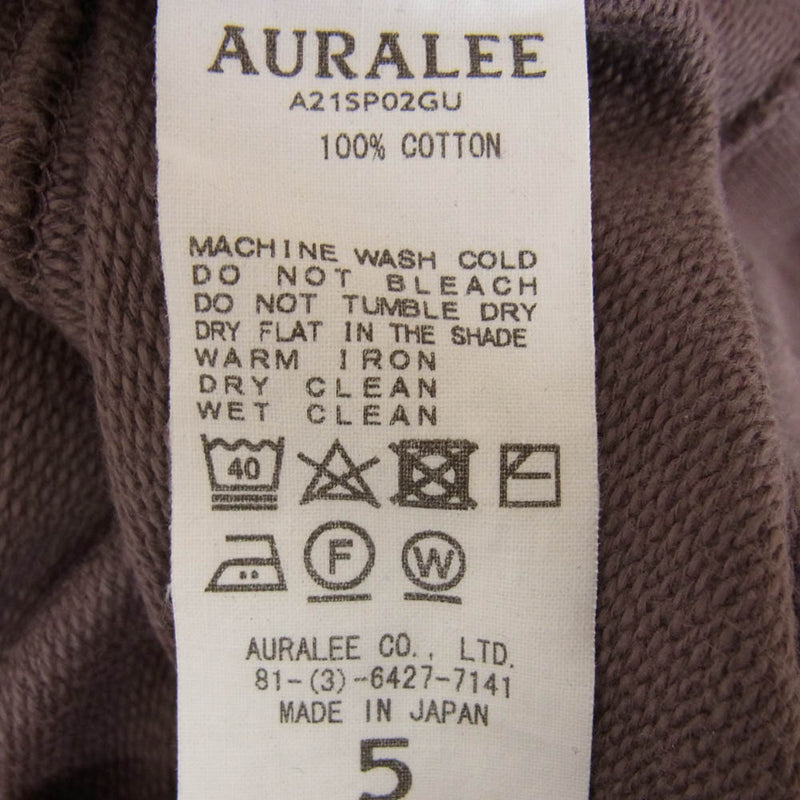 AURALEE
A21SP02GU
100% COTTON
MACHINE WASH COLD
DO NOT BLEACH
DO NOT TUMBLE DRY
DRY FLAT IN THE SHADE
WARM IRON
DRY CLEAN
WET CLEAN
40
F W
AURALEE CO., LTD.
81-(3)-6427-7141
MADE IN JAPAN
5